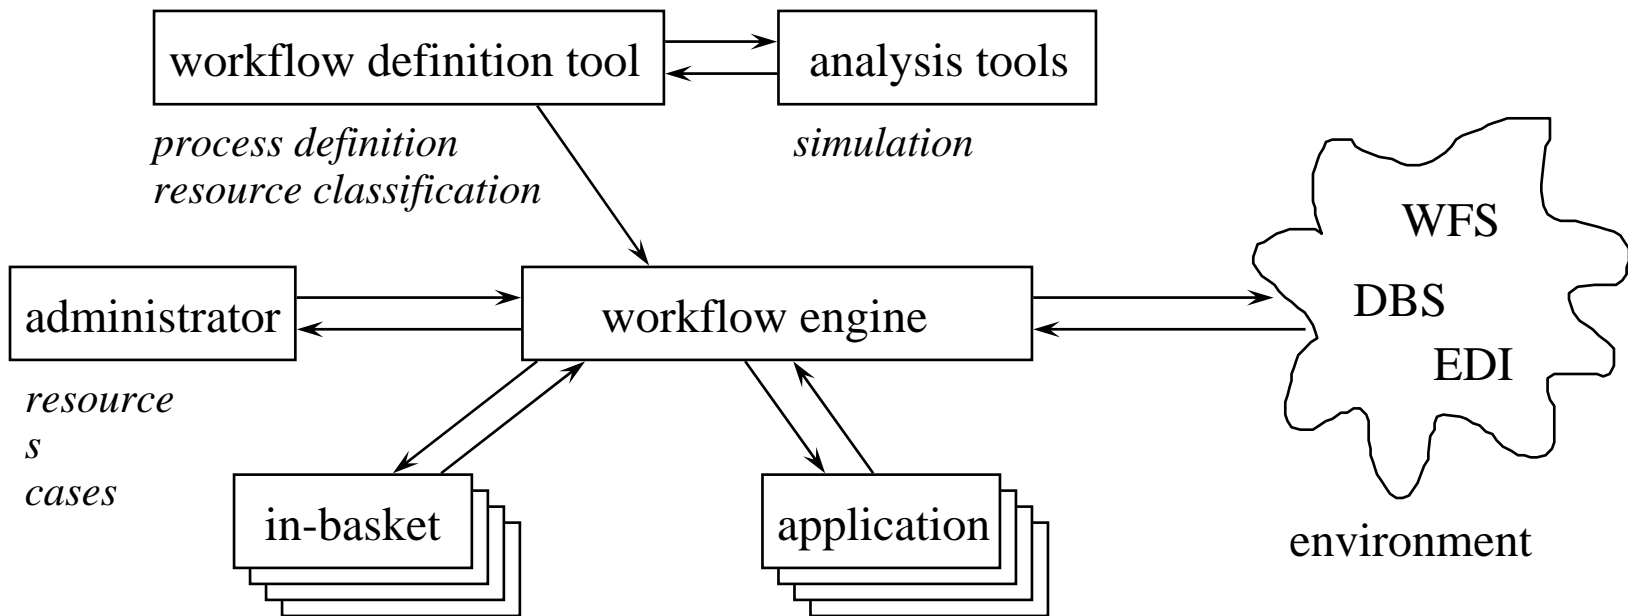 workflow definition tool
analysis tools
process definition
resource classification
simulation
WFS
DBS
EDI
administrator
workflow engine
resource
s
cases
in-basket
application
environment